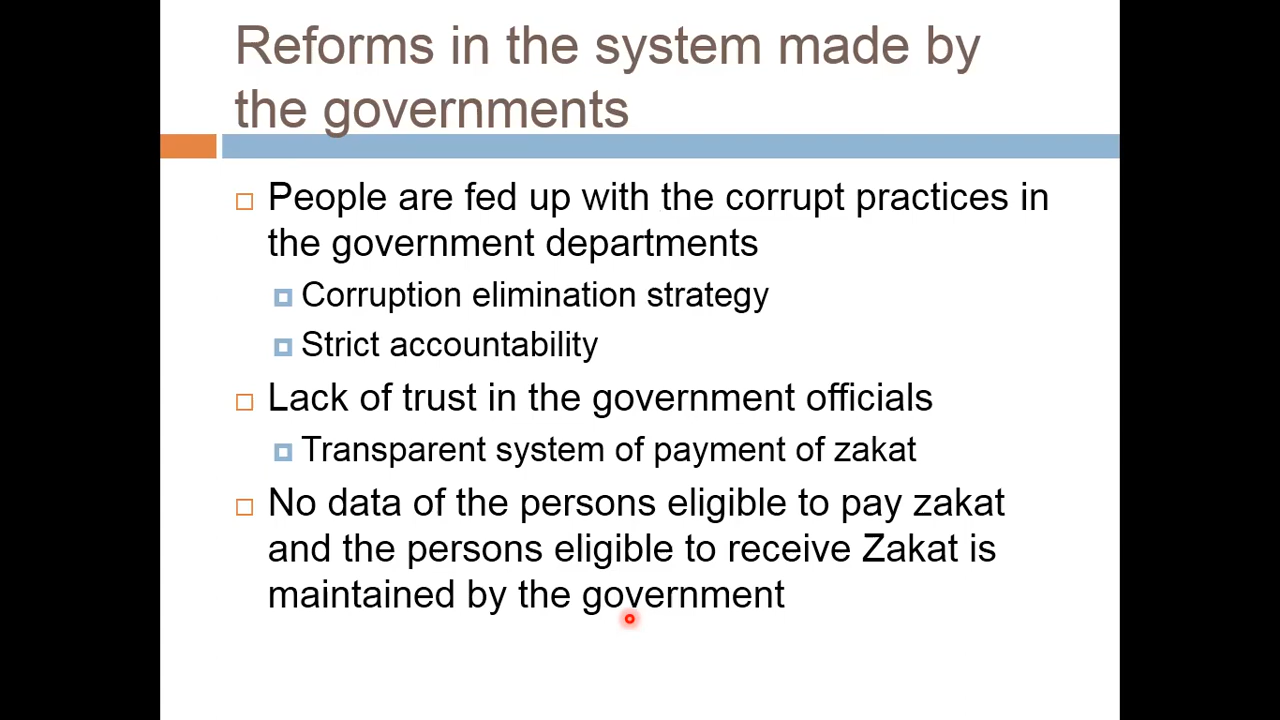 Reforms in the system made by
the governments
People are fed up with the corrupt practices in
the government departments
Corruption elimination strategy
Strict accountability
Lack of trust in the government officials
Transparent system of payment of zakat
No data of the persons eligible to pay zakat
and the persons eligible to receive Zakat is
maintained by the government